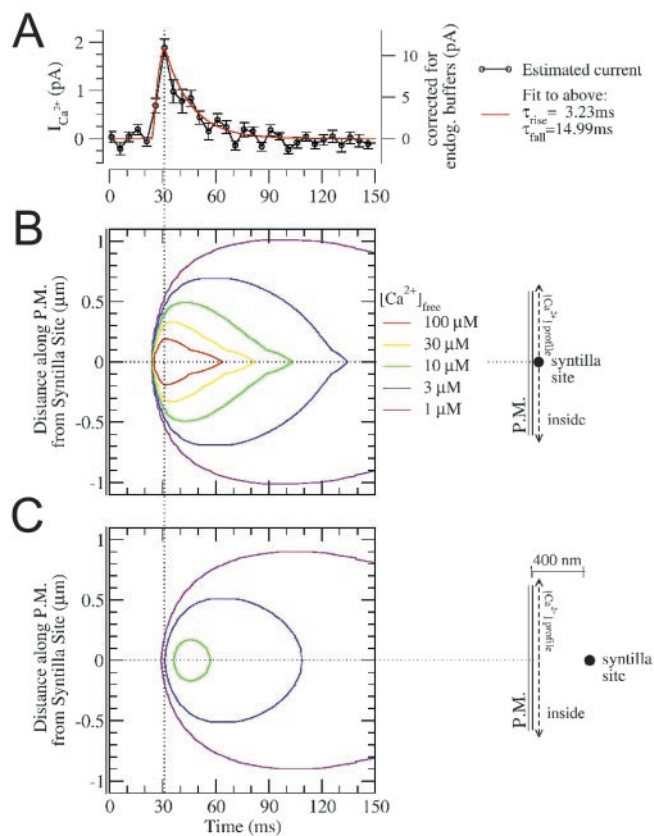 A
I Ca2+ (pA)
2
1
0
10
5
0
corrected for
endog. buffers (pA)
Estimated current
Fit to above:
τrise = 3.23ms
τfall=14.99ms
0 30 60 90 120 150
B
Distance along P.M.
from Syntilla Site (μm)
1
0.5
0
-0.5
-1
[Ca2+]free
100 μM
30 μM
10 μM
3 μM
1 μM
P.M.
[Ca2+] profile
syntilla
site
inside
C
Distance along P.M.
from Syntilla Site (μm)
1
0.5
0
-0.5
-1
0 30 60 90 120 150
Time (ms)
400 nm
P.M.
[Ca2+] profile
syntilla
site
inside